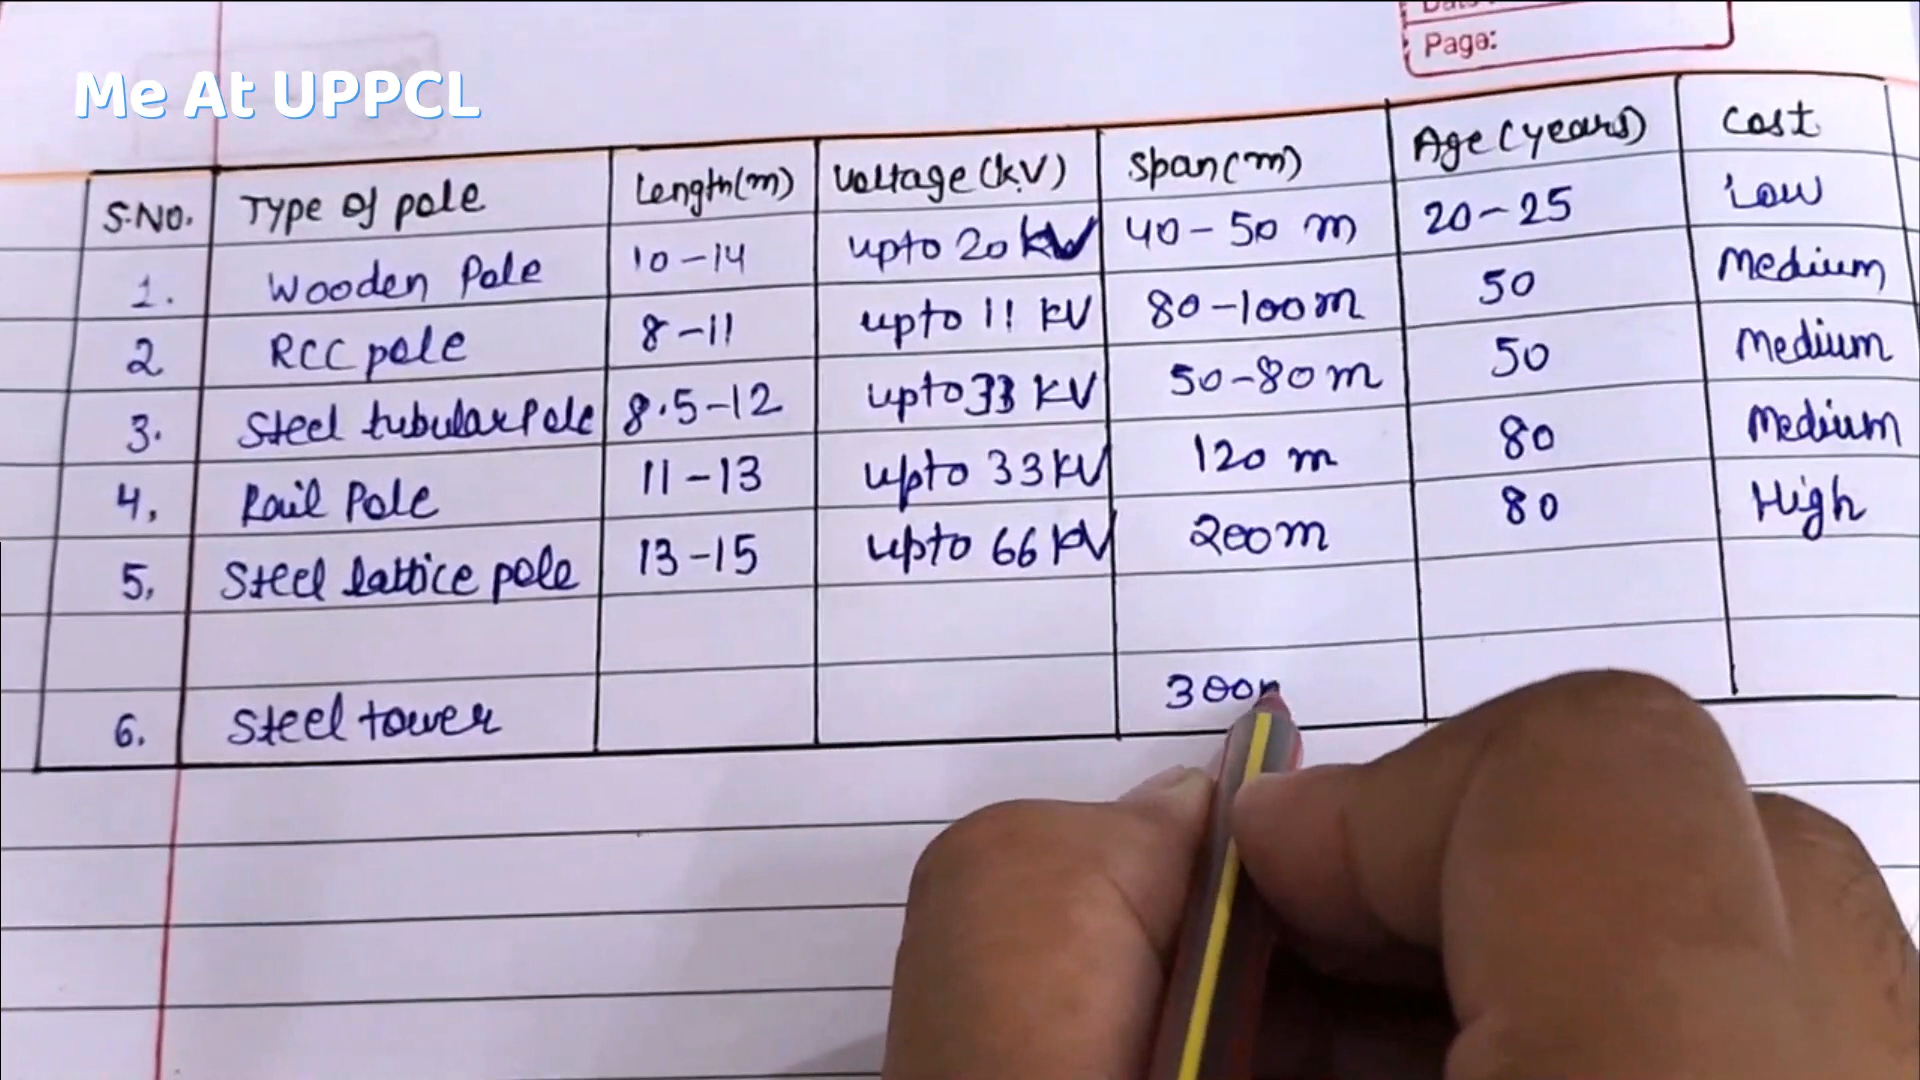 Page:
Me At UPPCL
S.No. Type of pole Length(m) Voltage(kV) Span(m) Age(years) Cost
1. Wooden Pole 10-14 upto 20 kV 40-50 m 20-25 Low
2 RCC pole 8-11 upto 11 kV 80-100m 50 Medium
3. Steel tubular Pole 8.5-12 upto 33 kV 50-80m 50 Medium
4. Rail Pole 11-13 upto 33 kV 120 m 80 Medium
5. Steel lattice pole 13-15 upto 66 kV 200m 80 High
6. Steel tower 300